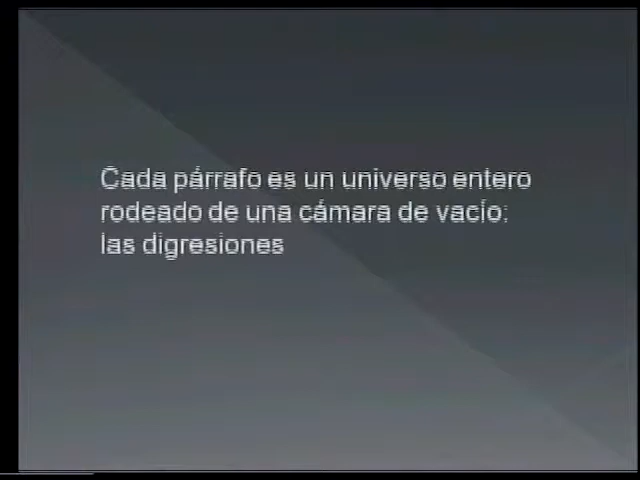 Cada párrafo es un universo entero
rodeado de una cámara de vacío:
las digresiones